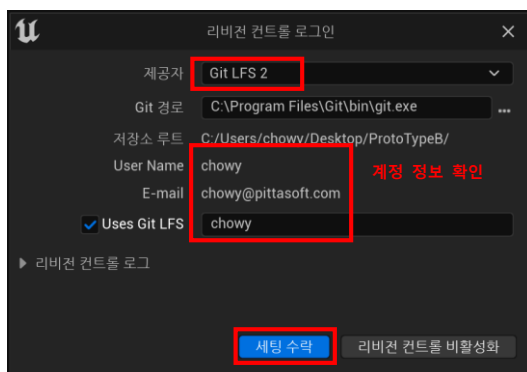 리비전 컨트롤 로그인
제공자 Git LFS 2
Git 경로 C:\Program Files\Git\bin\git.exe ...
저장소 루트 C:/Users/chowy/Desktop/ProtoTypeB/
User Name chowy
계정 정보 확인
E-mail chowy@pittasoft.com
Uses Git LFS chowy
리비전 컨트롤 로그
세팅 수락 리비전 컨트롤 비활성화